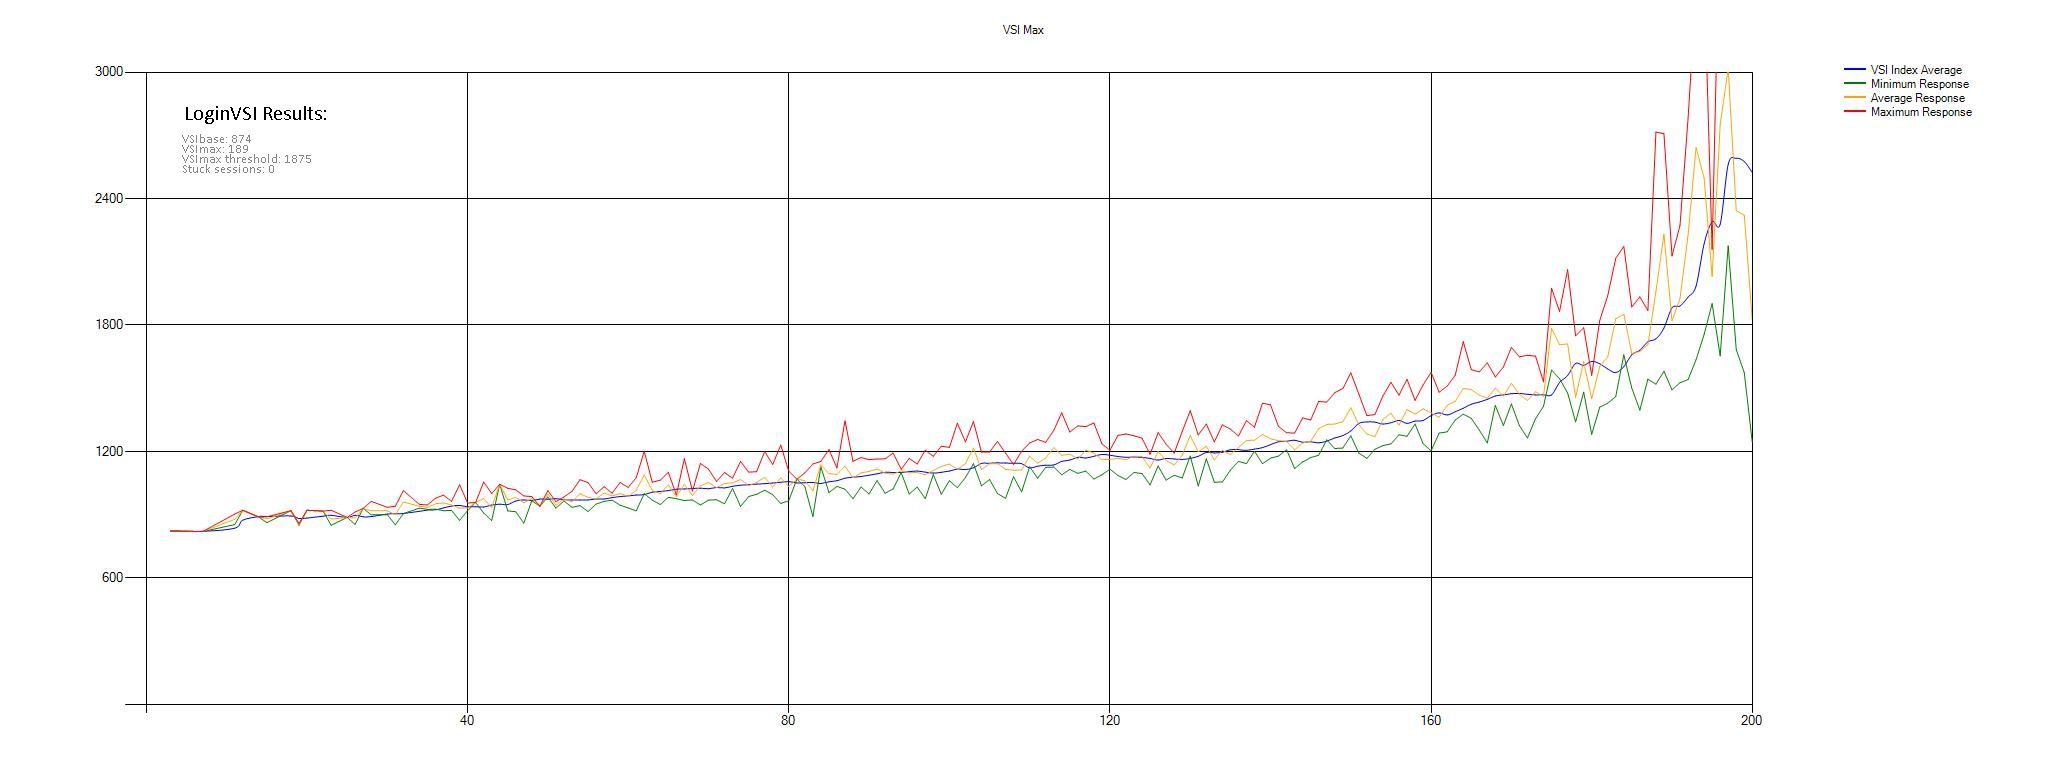 VSI Max
3000
2400
1800
1200
600
40
80
120
160
200
LoginVSI Results:
VSIbase: 874
VSImax: 189
VSImax threshold: 1875
Stuck sessions: 0
VSI Index Average
Minimum Response
Average Response
Maximum Response